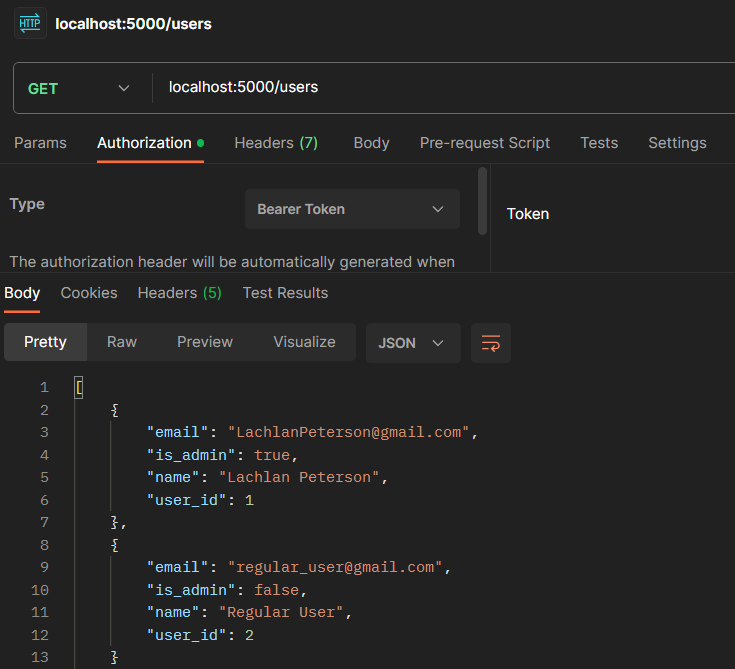 HTTP localhost:5000/users
GET localhost:5000/users
Params Authorization Headers (7) Body Pre-request Script Tests Settings
Type Bearer Token Token
The authorization header will be automatically generated when
Body Cookies Headers (5) Test Results
Pretty Raw Preview Visualize JSON
1 [
2 {
3 "email": "LachlanPeterson@gmail.com",
4 "is_admin": true,
5 "name": "Lachlan Peterson",
6 "user_id": 1
7 },
8 {
9 "email": "regular_user@gmail.com",
10 "is_admin": false,
11 "name": "Regular User",
12 "user_id": 2
13 }